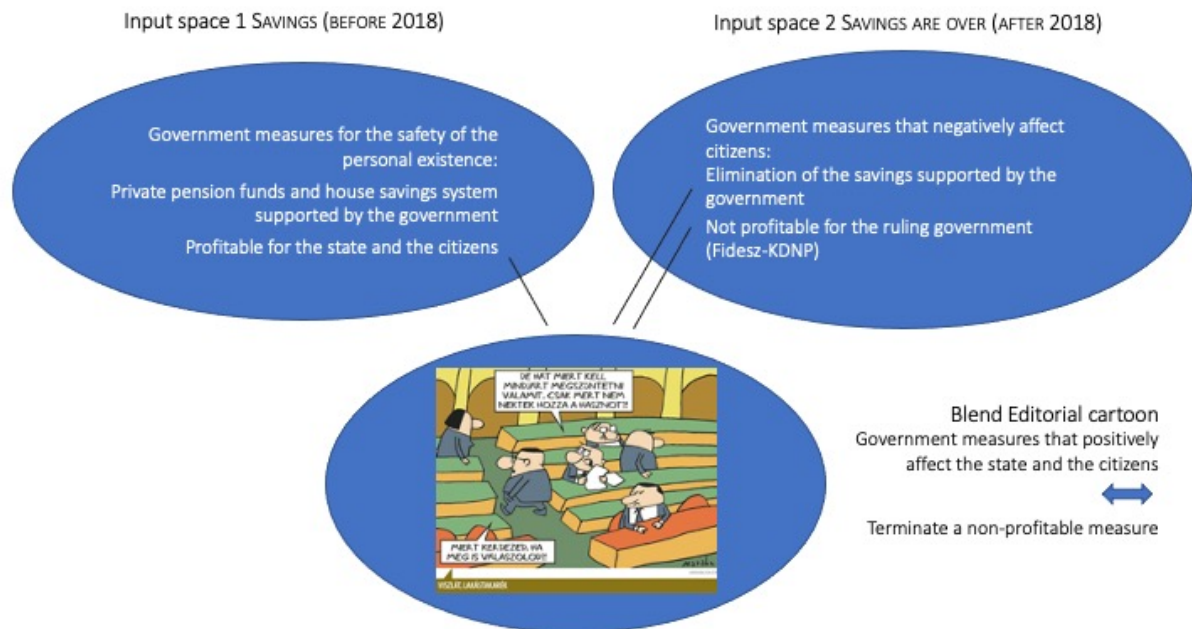 Input space 1 SAVINGS (BEFORE 2018)
Input space 2 SAVINGS ARE OVER (AFTER 2018)
Government measures for the safety of the
personal existence:
Private pension funds and house savings system
supported by the government
Profitable for the state and the citizens
Government measures that negatively affect
citizens:
Elimination of the savings supported by the
government
Not profitable for the ruling government
(Fidesz-KDNP)
DE HÁT MIÉRT KELL
MINDJÁRT MEGSZÜNTETNI
VALAMIT, CSAK MERT NEM
NEKTEK HOZZA A HASZNOT?!
MIÉRT KÉRDEZED, HA
MEG IS VÁLASZOLOD?!
VISZLÁT, LAKÁSTAKARÉK
Blend Editorial cartoon
Government measures that positively
affect the state and the citizens
Terminate a non-profitable measure